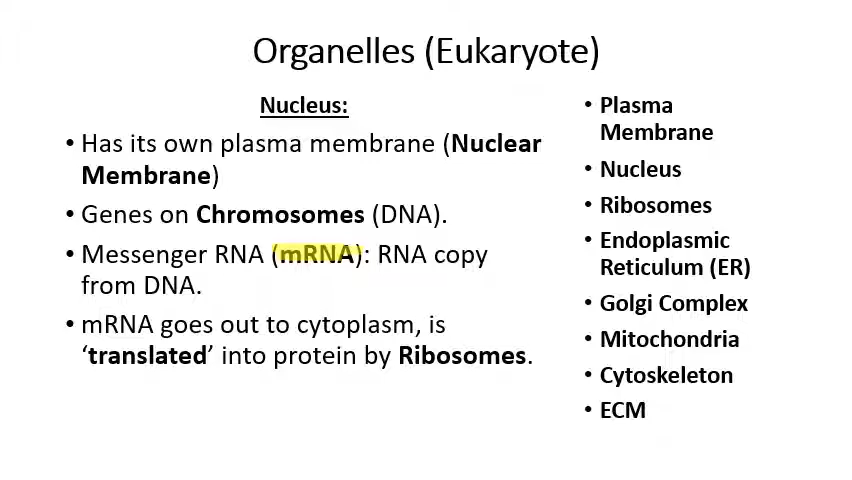 Organelles (Eukaryote)
Nucleus:
• Has its own plasma membrane (Nuclear
Membrane)
• Genes on Chromosomes (DNA).
• Messenger RNA (mRNA): RNA copy
from DNA.
• mRNA goes out to cytoplasm, is
‘translated’ into protein by Ribosomes.
• Plasma
Membrane
• Nucleus
• Ribosomes
• Endoplasmic
Reticulum (ER)
• Golgi Complex
• Mitochondria
• Cytoskeleton
• ECM